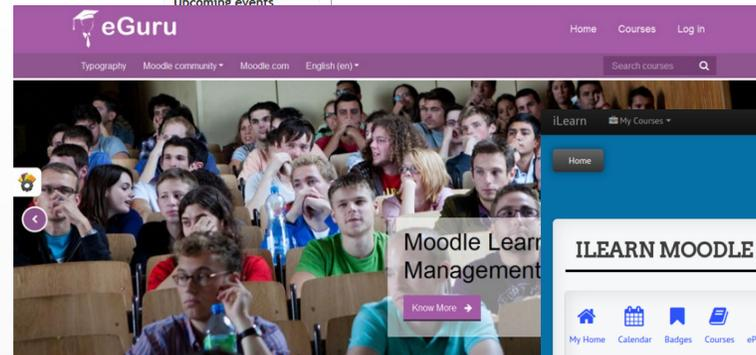 Upcoming events
eGuru
Home Courses Log in
Typography Moodle community Moodle.com English (en)
Search courses
iLearn My Courses
Home
Moodle Learn
Management
Know More
ILEARN MOODLE
My Home Calendar Badges Courses